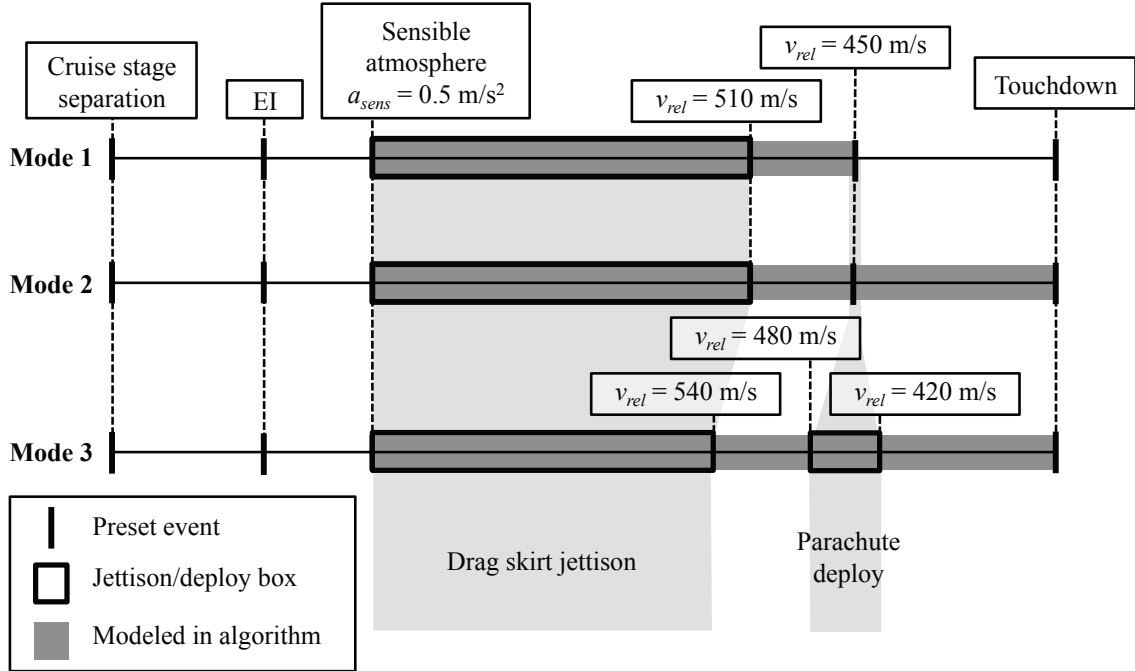 Cruise stage
separation
EI
Sensible
atmosphere
a_sens = 0.5 m/s²
v_rel = 510 m/s
v_rel = 450 m/s
Touchdown
Mode 1
Mode 2
v_rel = 480 m/s
v_rel = 540 m/s
v_rel = 420 m/s
Mode 3
Drag skirt jettison
Parachute
deploy
Preset event
Jettison/deploy box
Modeled in algorithm